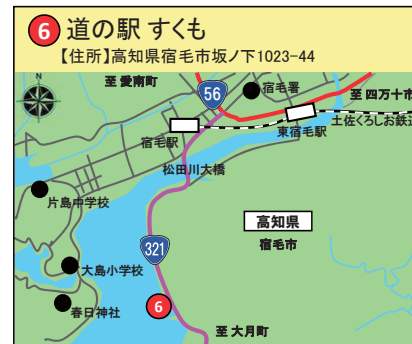 6 道の駅 すくも
【住所】高知県宿毛市坂ノ下1023-44
N
至 愛南町
56
宿毛署
至 四万十市
宿毛駅
東宿毛駅
土佐くろしお鉄道
松田川大橋
片島中学校
高知県
宿毛市
321
大島小学校
6
春日神社
至 大月町